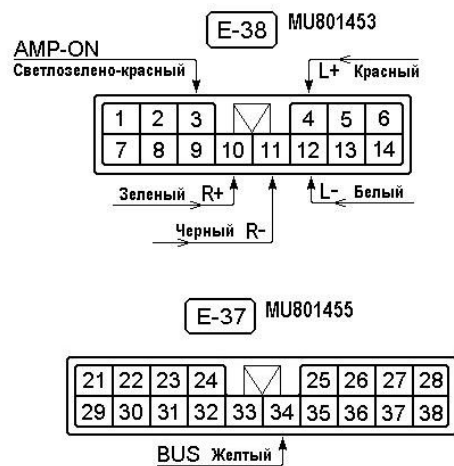 E-38 MU801453
AMP-ON
Светлозелено-красный L+ Красный
1 2 3 4 5 6
7 8 9 10 11 12 13 14
Зеленый R+ L- Белый
Черный R-
E-37 MU801455
21 22 23 24 25 26 27 28
29 30 31 32 33 34 35 36 37 38
BUS Желтый